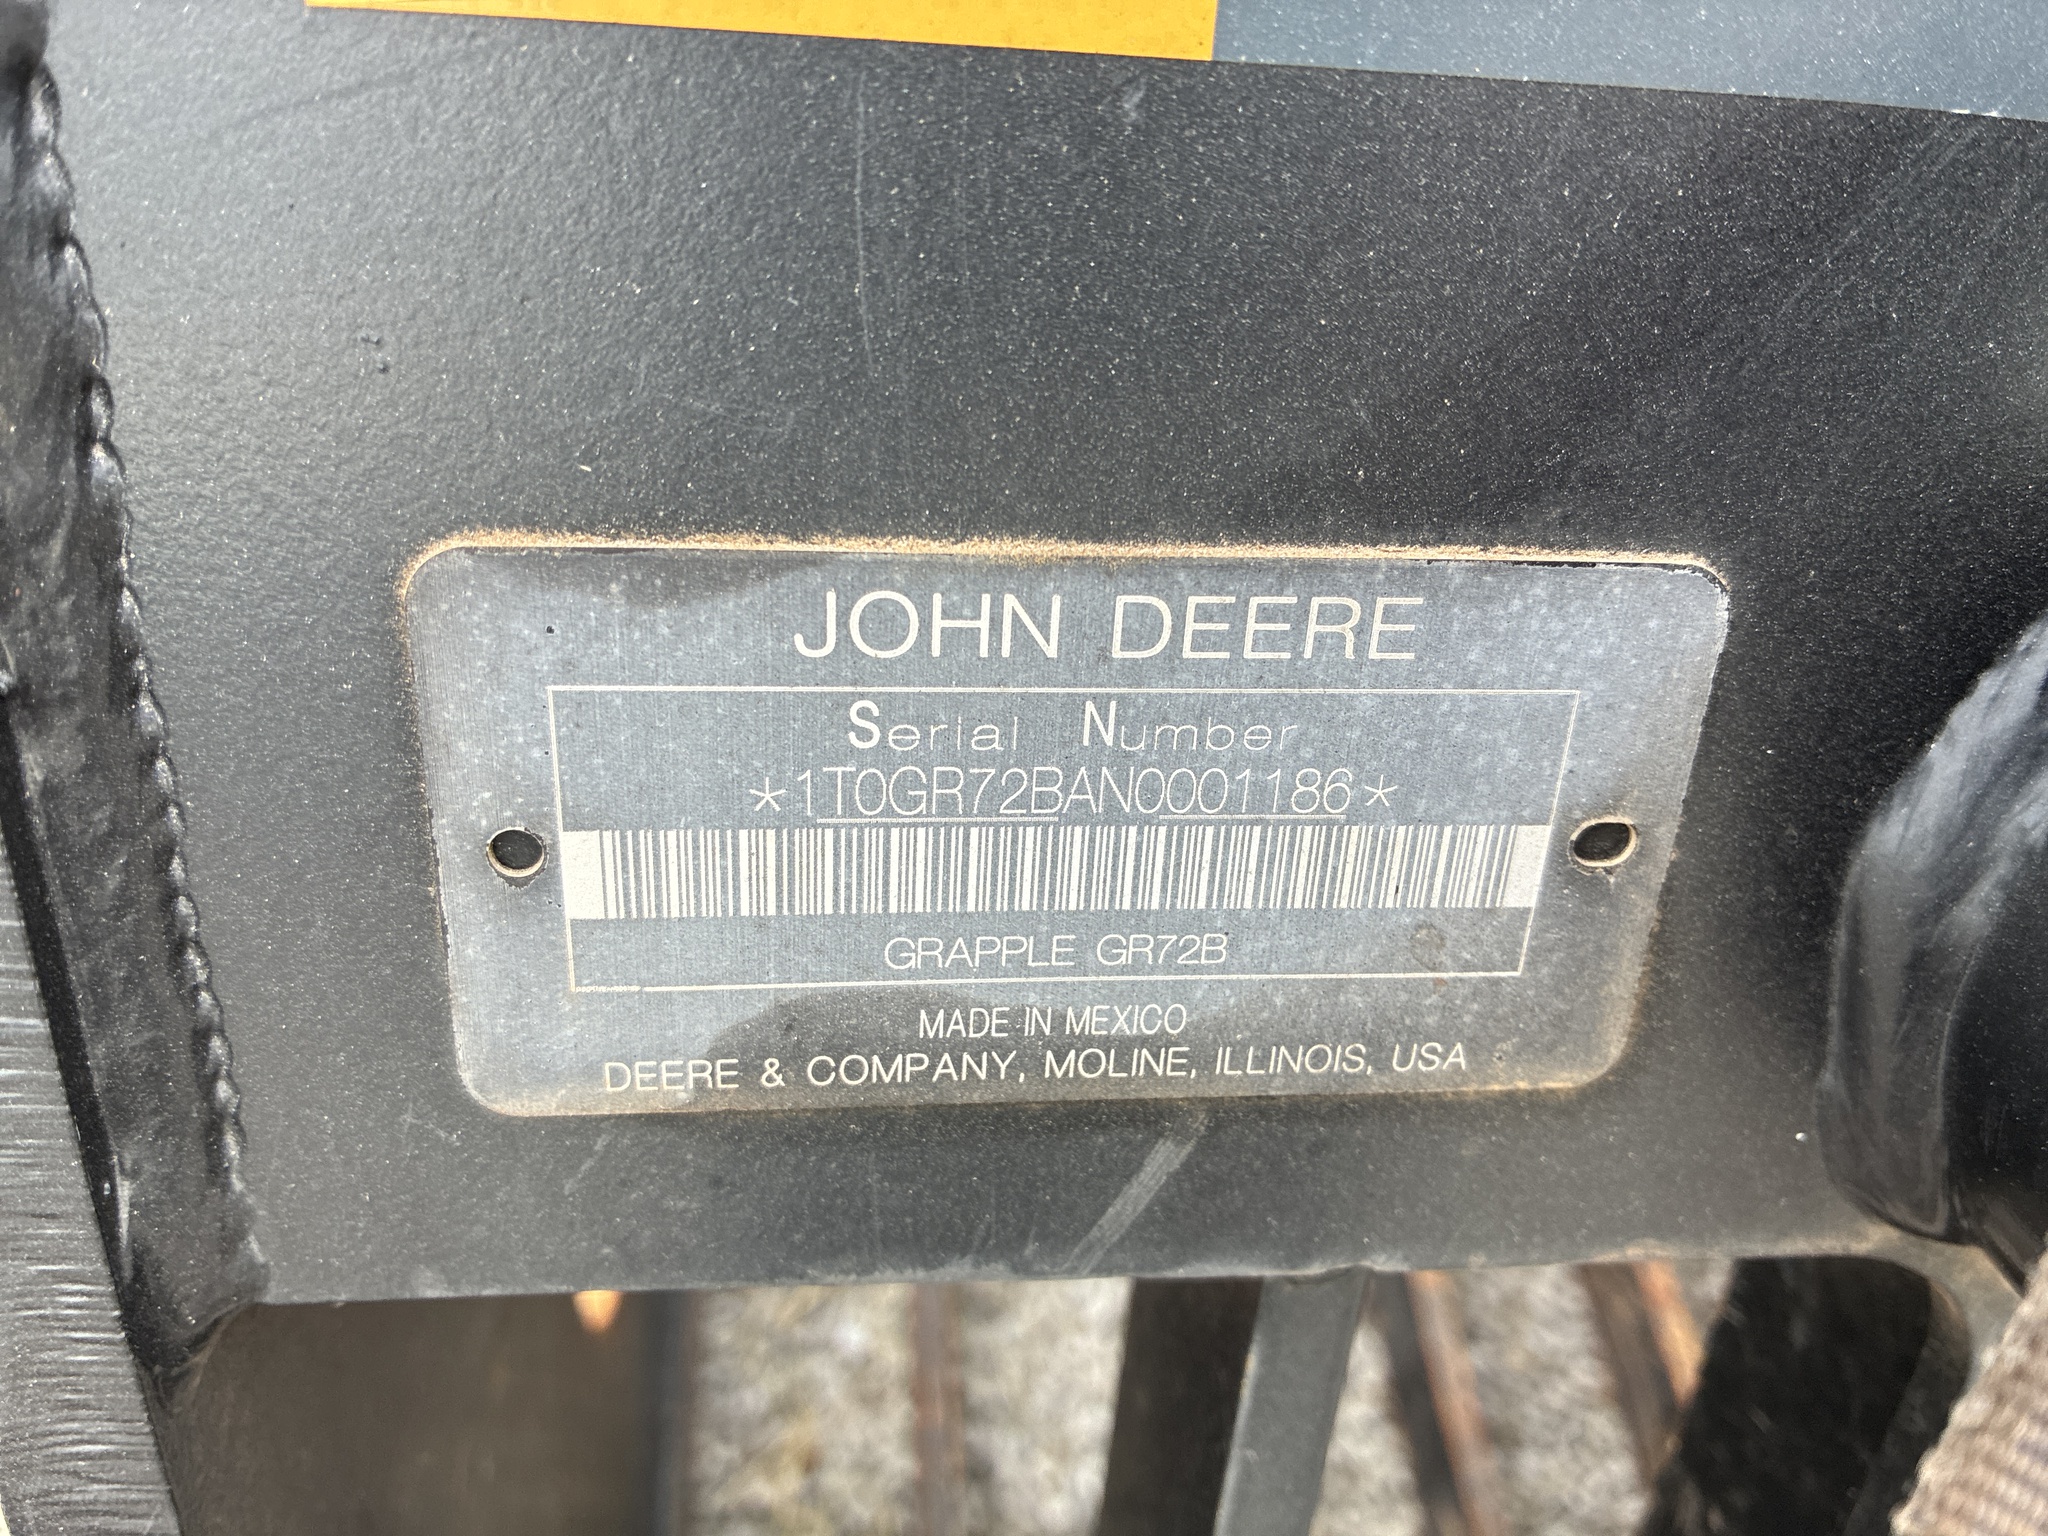 JOHN DEERE
Serial Number
*1T0GR72BAN0001186*
GRAPPLE GR72B
MADE IN MEXICO
DEERE & COMPANY, MOLINE, ILLINOIS, USA